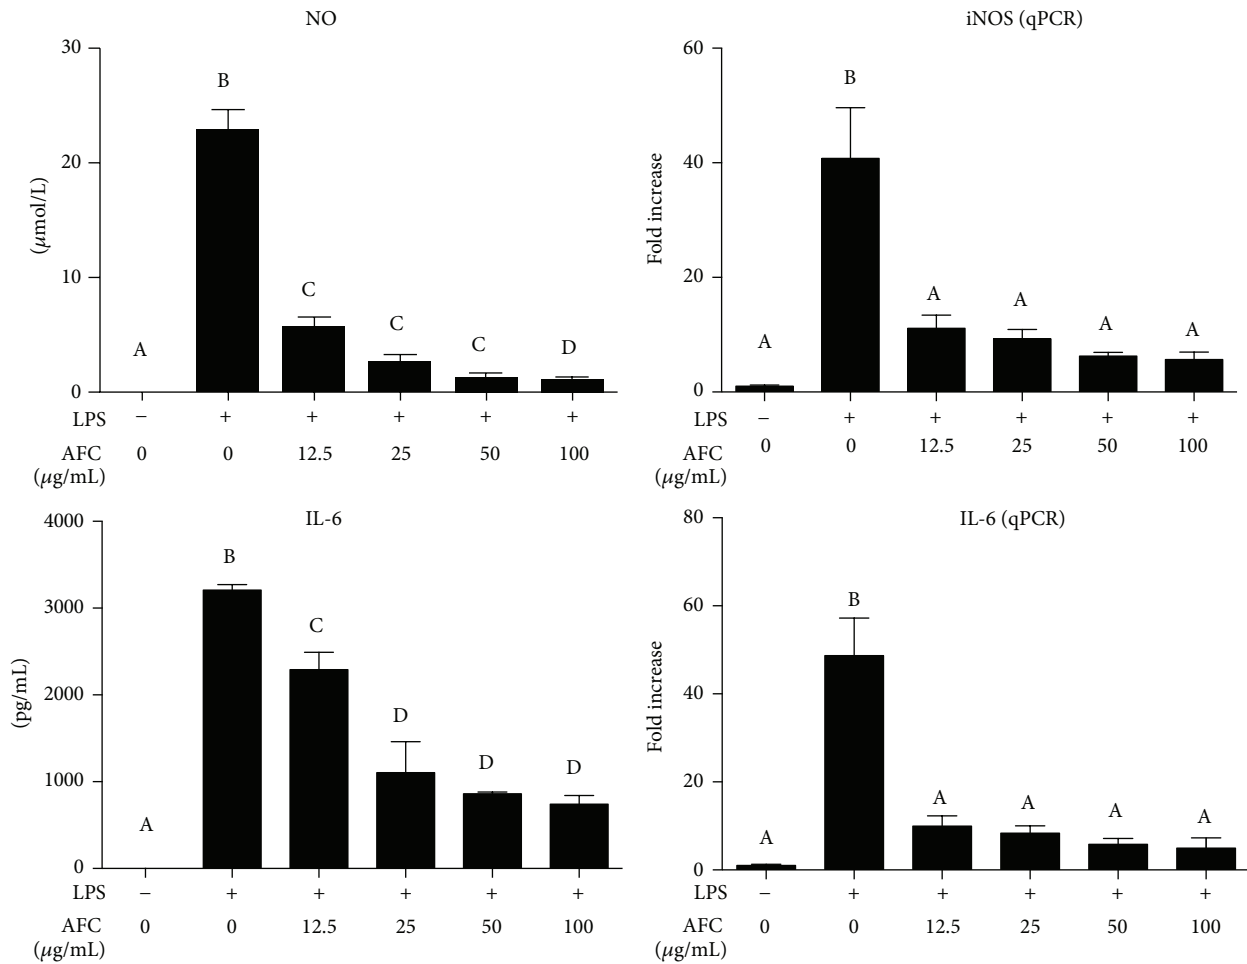 NO
30
B
20
(µmol/L)
10
C
C
C
D
A
0
LPS − + + + + +
AFC 0 0 12.5 25 50 100
(µg/mL)
iNOS (qPCR)
60
B
40
Fold increase
20
A
A
A
A
A
0
LPS − + + + + +
AFC 0 0 12.5 25 50 100
(µg/mL)
IL-6
4000
B
3000
C
2000
(pg/mL)
D
D
D
1000
A
0
LPS − + + + + +
AFC 0 0 12.5 25 50 100
(µg/mL)
IL-6 (qPCR)
80
60
B
40
Fold increase
20
A
A
A
A
A
0
LPS − + + + + +
AFC 0 0 12.5 25 50 100
(µg/mL)